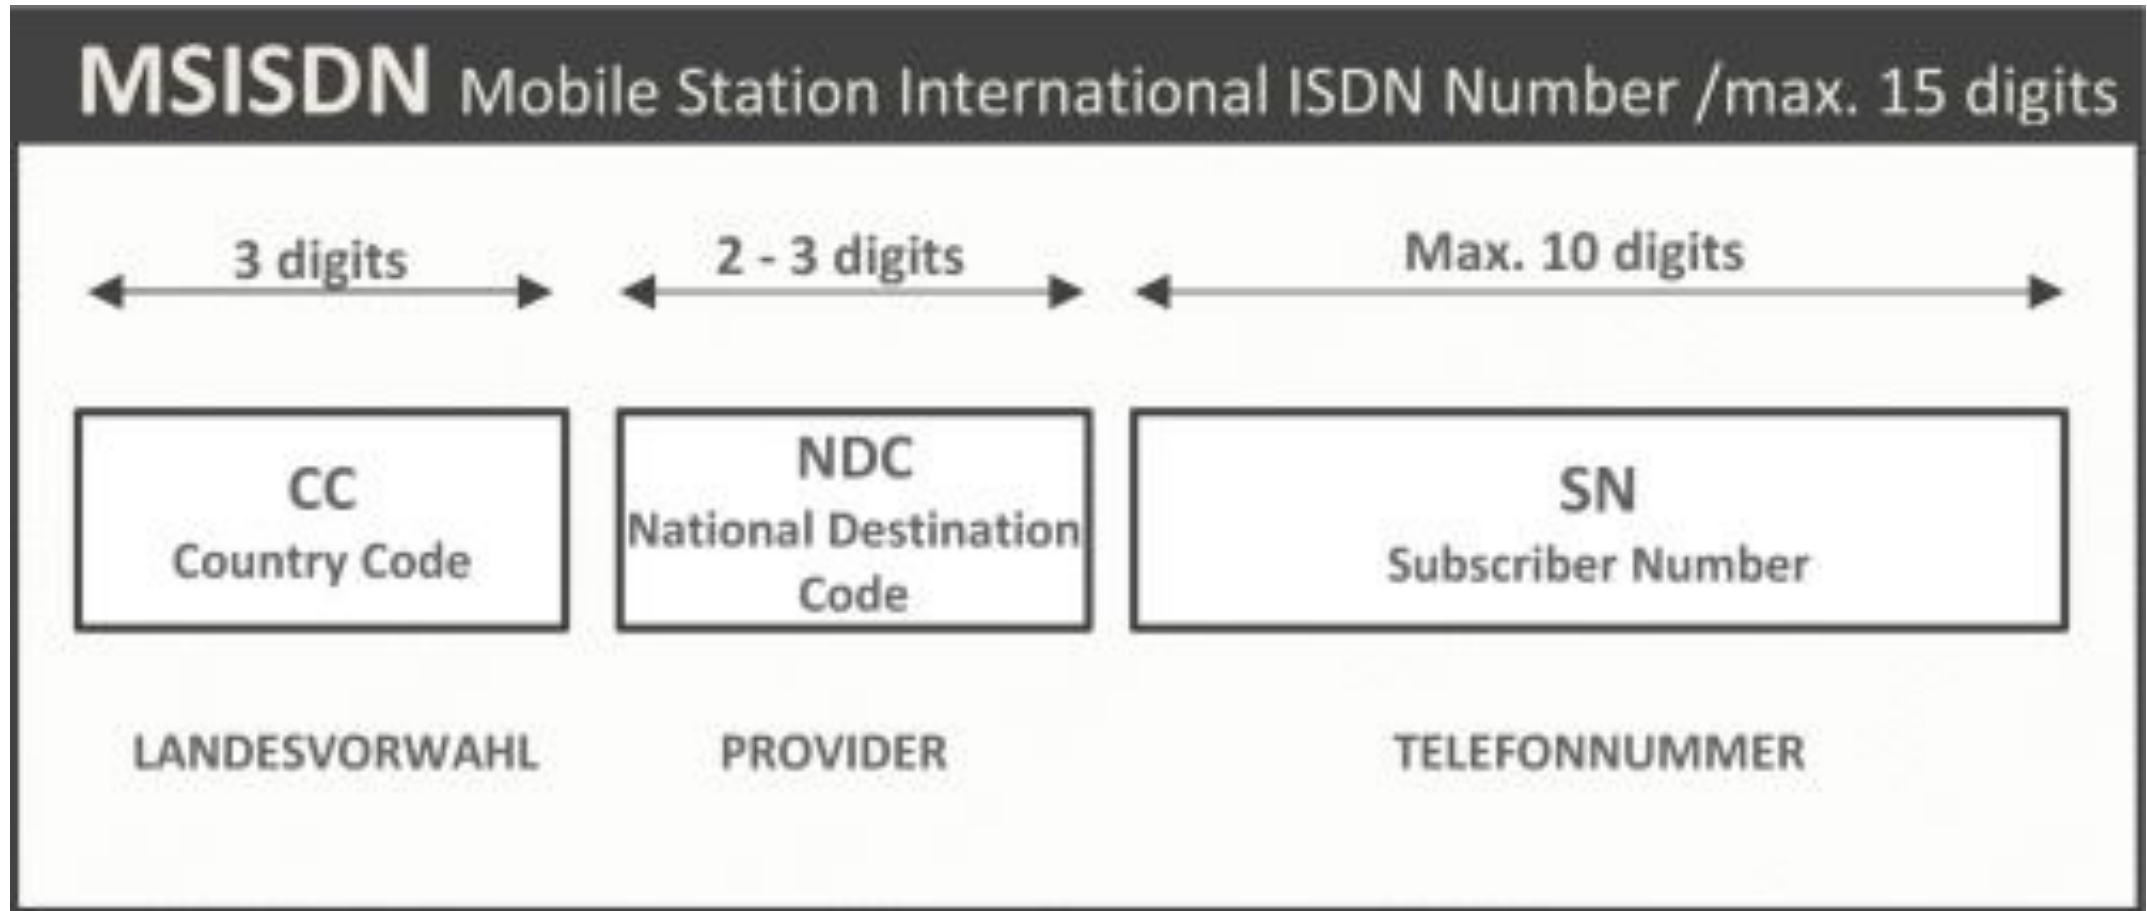 MSISDN Mobile Station International ISDN Number /max. 15 digits
3 digits
2 - 3 digits
Max. 10 digits
CC
Country Code
NDC
National Destination
Code
SN
Subscriber Number
LANDESVORWAHL
PROVIDER
TELEFONNUMMER